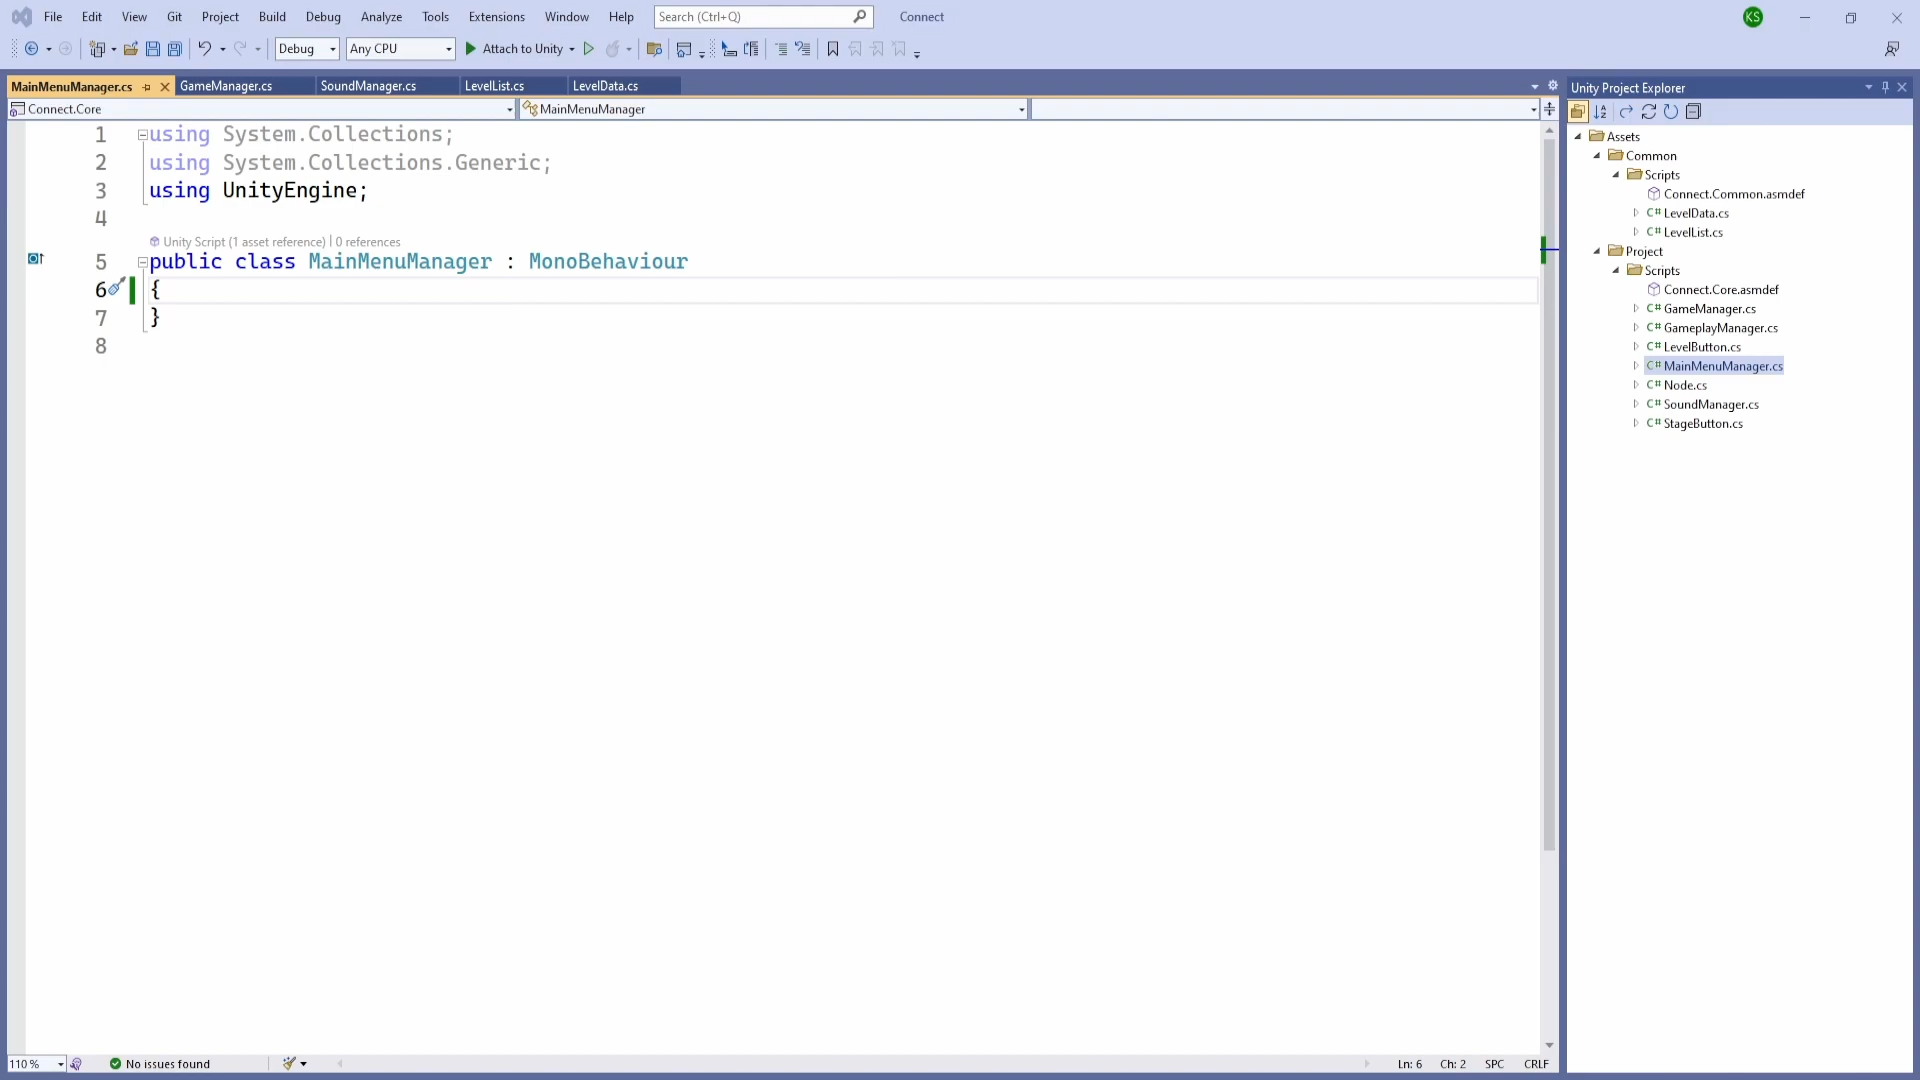 File Edit View Git Project Build Debug Analyze Tools Extensions Window Help Search (Ctrl+Q) Connect KS
Debug Any CPU Attach to Unity
MainMenuManager.cs GameManager.cs SoundManager.cs LevelList.cs LevelData.cs
Connect.Core MainMenuManager
1 using System.Collections;
2 using System.Collections.Generic;
3 using UnityEngine;
4
Unity Script (1 asset reference) | 0 references
5 public class MainMenuManager : MonoBehaviour
6 {
7 }
8
Unity Project Explorer
Assets
Common
Scripts
Connect.Common.asmdef
C# LevelData.cs
C# LevelList.cs
Project
Scripts
Connect.Core.asmdef
C# GameManager.cs
C# GameplayManager.cs
C# LevelButton.cs
C# MainMenuManager.cs
C# Node.cs
C# SoundManager.cs
C# StageButton.cs
110 % No issues found Ln: 6 Ch: 2 SPC CRLF